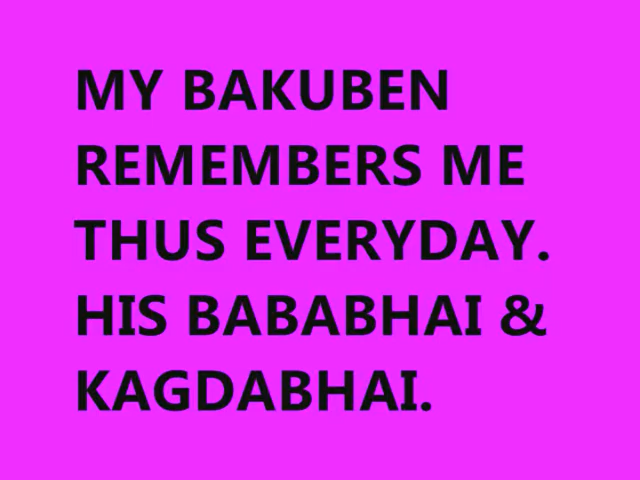 MY BAKUBEN
REMEMBERS ME
THUS EVERYDAY.
HIS BABABHAI &
KAGDABHAI.